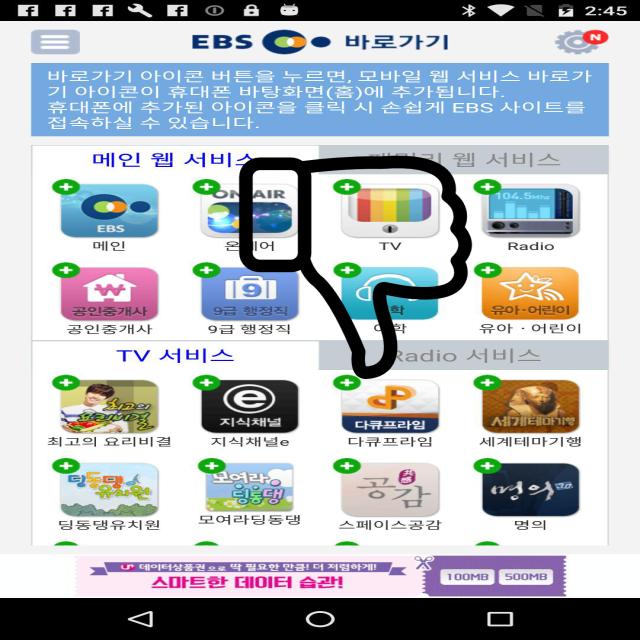 2:45
EBS 바로가기
N
바로가기 아이콘 버튼을 누르면, 모바일 웹 서비스 바로가
기 아이콘이 휴대폰 바탕화면(홈)에 추가됩니다.
휴대폰에 추가된 아이콘을 클릭 시 손쉽게 EBS 사이트를
접속하실 수 있습니다.
메인 웹 서비스 웹 서비스
EBS ON AIR 104.5MHz
메인 TV Radio
공인중개사 9 9급 행정직 유아·어린이
공인중개사 9급 행정직 유아·어린이
TV 서비스 Radio 서비스
최고의 요리비결 e 지식채널 다큐프라임 세계테마기행
최고의 요리비결 지식채널e 다큐프라임 세계테마기행
딩동댕 유치원 모여라 딩동댕 공감 명의
딩동댕유치원 모여라딩동댕 스페이스공감 명의
데이터상품권으로 딱 필요한 만큼! 더 저렴하게!
스마트한 데이터 습관! 100MB 500MB